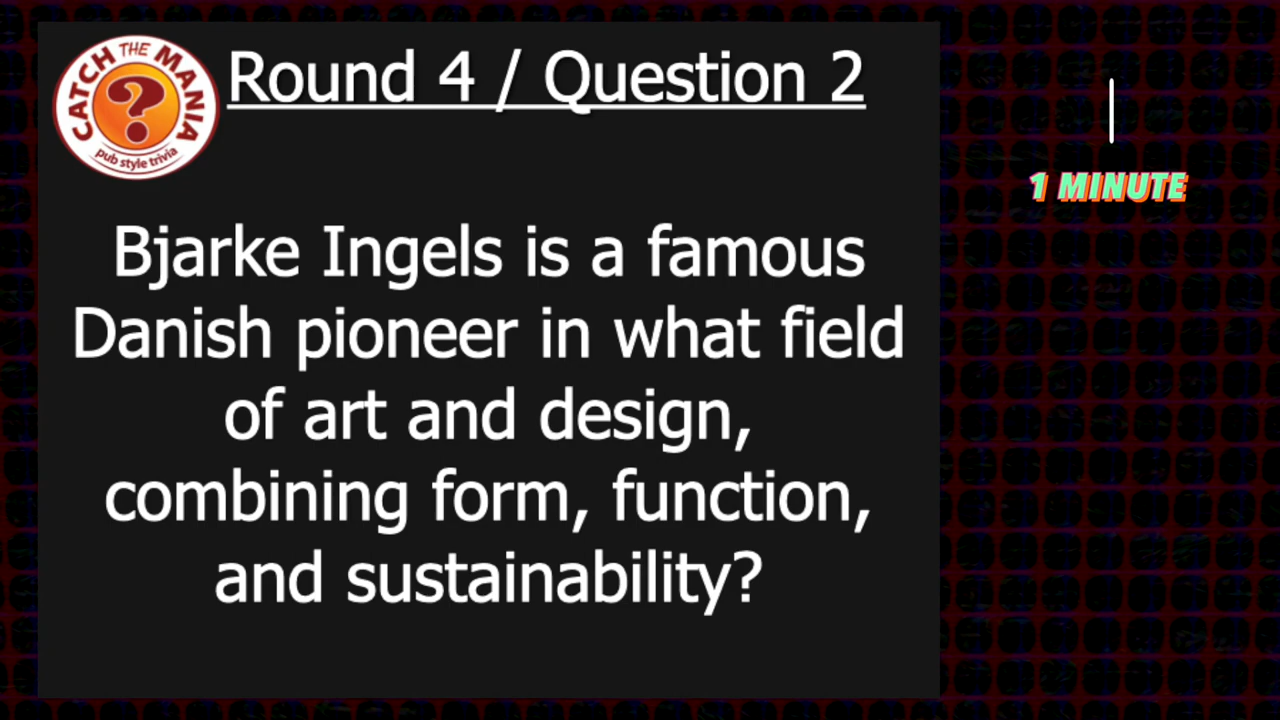 CATCH THE MANIA
?
pub style trivia
Round 4 / Question 2
1 MINUTE
Bjarke Ingels is a famous
Danish pioneer in what field
of art and design,
combining form, function,
and sustainability?